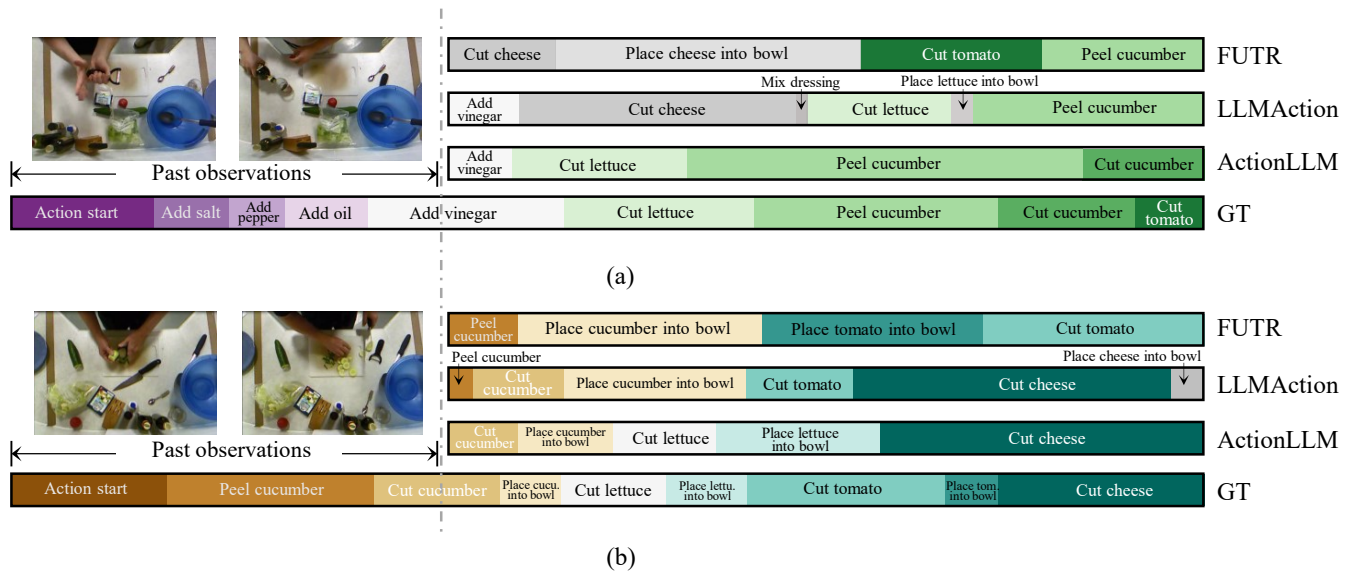 Cut cheese Place cheese into bowl Cut tomato Peel cucumber FUTR
Mix dressing Place lettuce into bowl
Add vinegar Cut cheese Cut lettuce Peel cucumber LLMAction
Add vinegar Cut lettuce Peel cucumber Cut cucumber ActionLLM
Past observations
Action start Add salt Add pepper Add oil Add vinegar Cut lettuce Peel cucumber Cut cucumber Cut tomato GT
(a)
Peel cucumber Place cucumber into bowl Place tomato into bowl Cut tomato FUTR
Peel cucumber Place cheese into bowl
Cut cucumber Place cucumber into bowl Cut tomato Cut cheese LLMAction
Cut cucumber Place cucumber into bowl Cut lettuce Place lettuce into bowl Cut cheese ActionLLM
Past observations
Action start Peel cucumber Cut cucumber Place cucu. into bowl Cut lettuce Place lettu. into bowl Cut tomato Place tom. into bowl Cut cheese GT
(b)